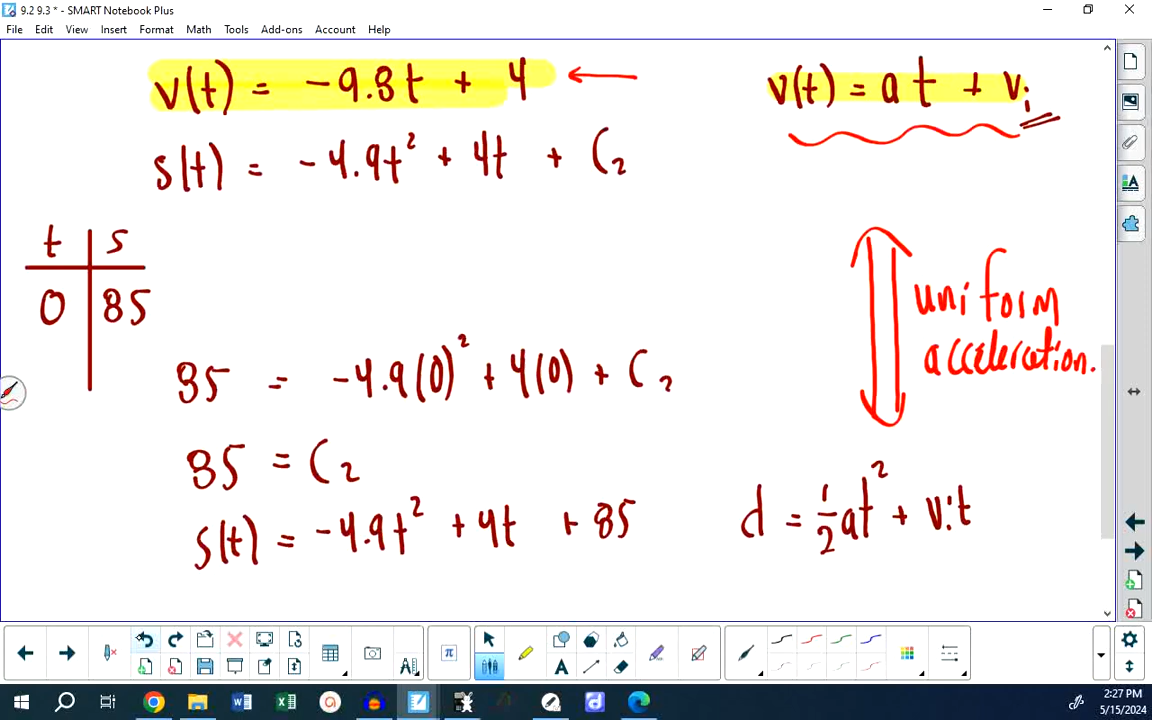 9.2 9.3 * - SMART Notebook Plus
File Edit View Insert Format Math Tools Add-ons Account Help
v(t) = -9.8t + 4
v(t) = at + vᵢ
s(t) = -4.9t² + 4t + C₂
t s
0 85
uniform
acceleration.
85 = -4.9(0)² + 4(0) + C₂
85 = C₂
s(t) = -4.9t² + 4t + 85
d = ½at² + vᵢt
2:27 PM
5/15/2024